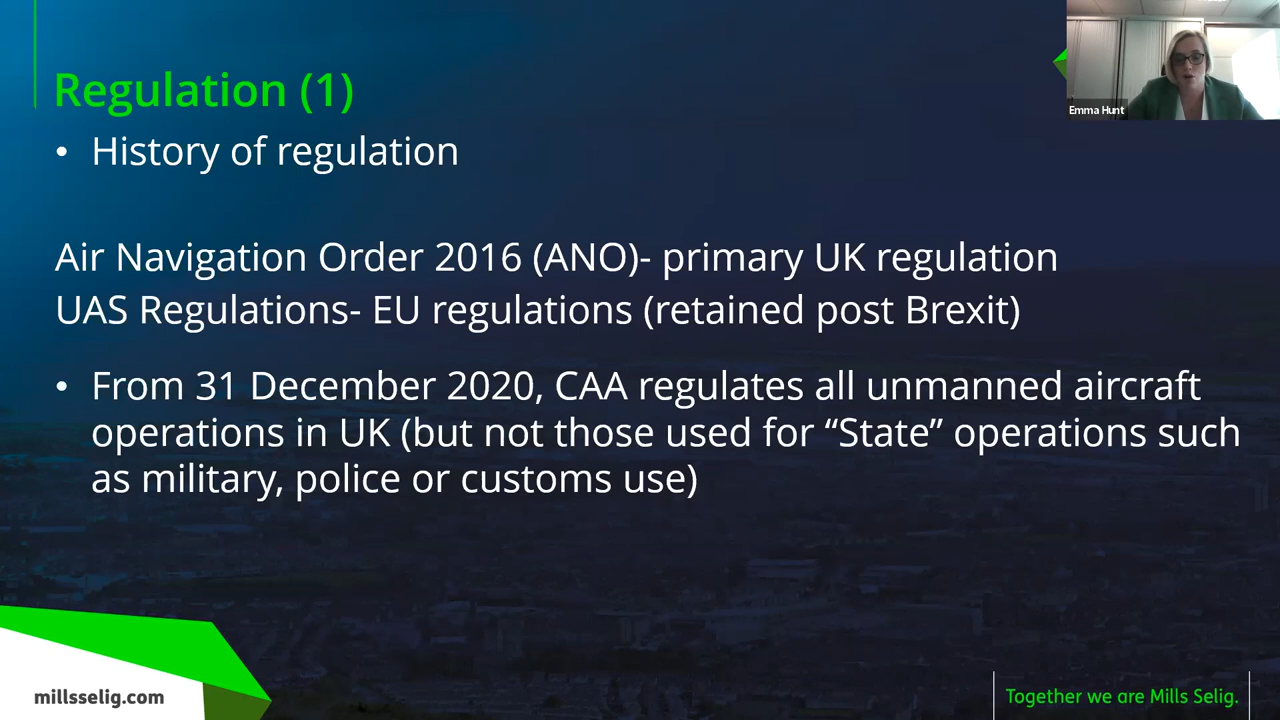 Regulation (1)
• History of regulation
Air Navigation Order 2016 (ANO)- primary UK regulation
UAS Regulations- EU regulations (retained post Brexit)
• From 31 December 2020, CAA regulates all unmanned aircraft
operations in UK (but not those used for “State” operations such
as military, police or customs use)
Emma Hunt
millsselig.com
Together we are Mills Selig.